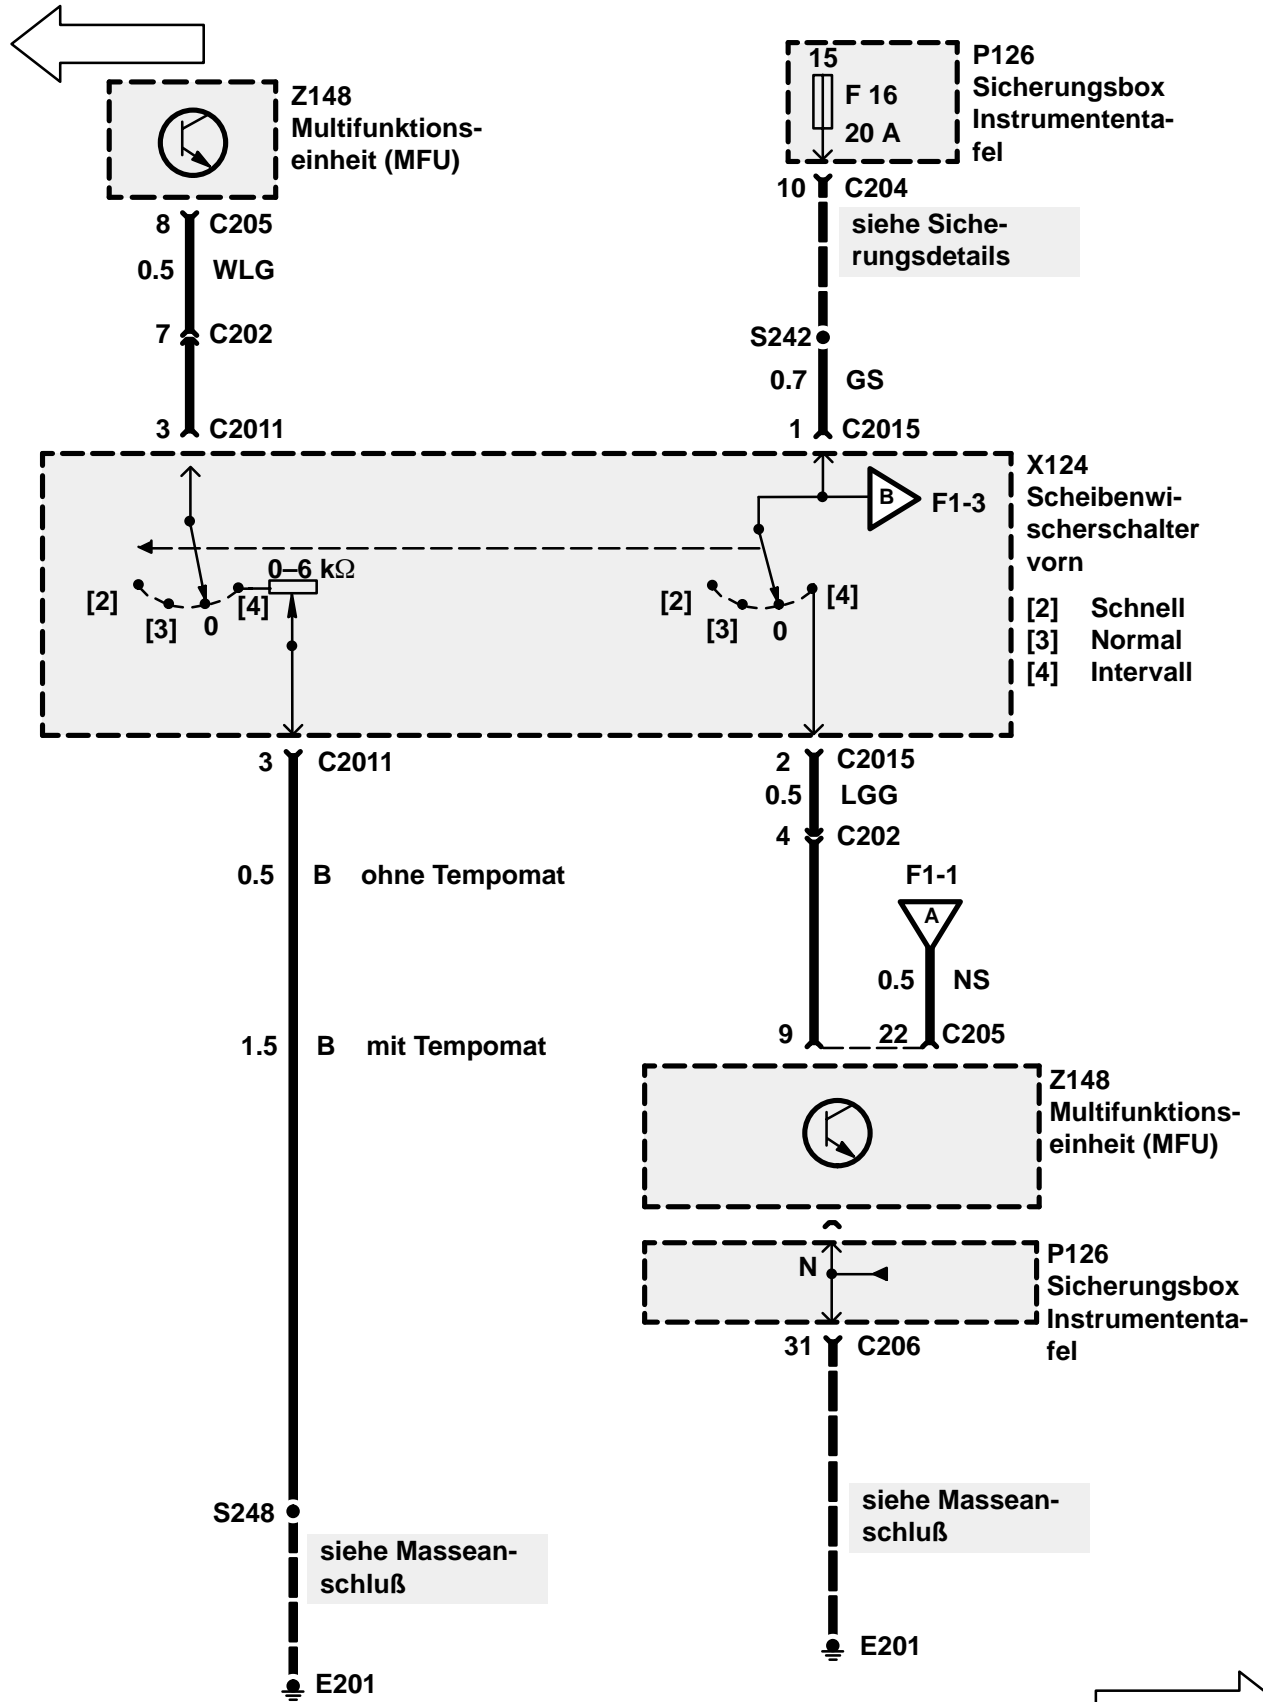 Z148
Multifunktions-
einheit (MFU)
15
F 16
20 A
P126
Sicherungsbox
Instrumententa-
fel
8 C205
0.5 WLG
7 C202
3 C2011
10 C204
siehe Siche-
rungsdetails
S242
0.7 GS
1 C2015
B F1-3
0–6 kΩ
[2]
[3]
0
[4]
[2]
[3]
0
[4]
X124
Scheibenwi-
scherschalter
vorn
[2] Schnell
[3] Normal
[4] Intervall
3 C2011
0.5 B ohne Tempomat
1.5 B mit Tempomat
S248
siehe Massean-
schluß
E201
2 C2015
0.5 LGG
4 C202
F1-1
A
0.5 NS
9 22 C205
Z148
Multifunktions-
einheit (MFU)
N
P126
Sicherungsbox
Instrumententa-
fel
31 C206
siehe Massean-
schluß
E201